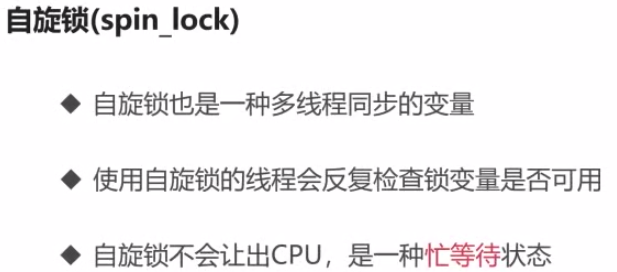 自旋锁(spin_lock)
◆ 自旋锁也是一种多线程同步的变量
◆ 使用自旋锁的线程会反复检查锁变量是否可用
◆ 自旋锁不会让出CPU，是一种忙等待状态